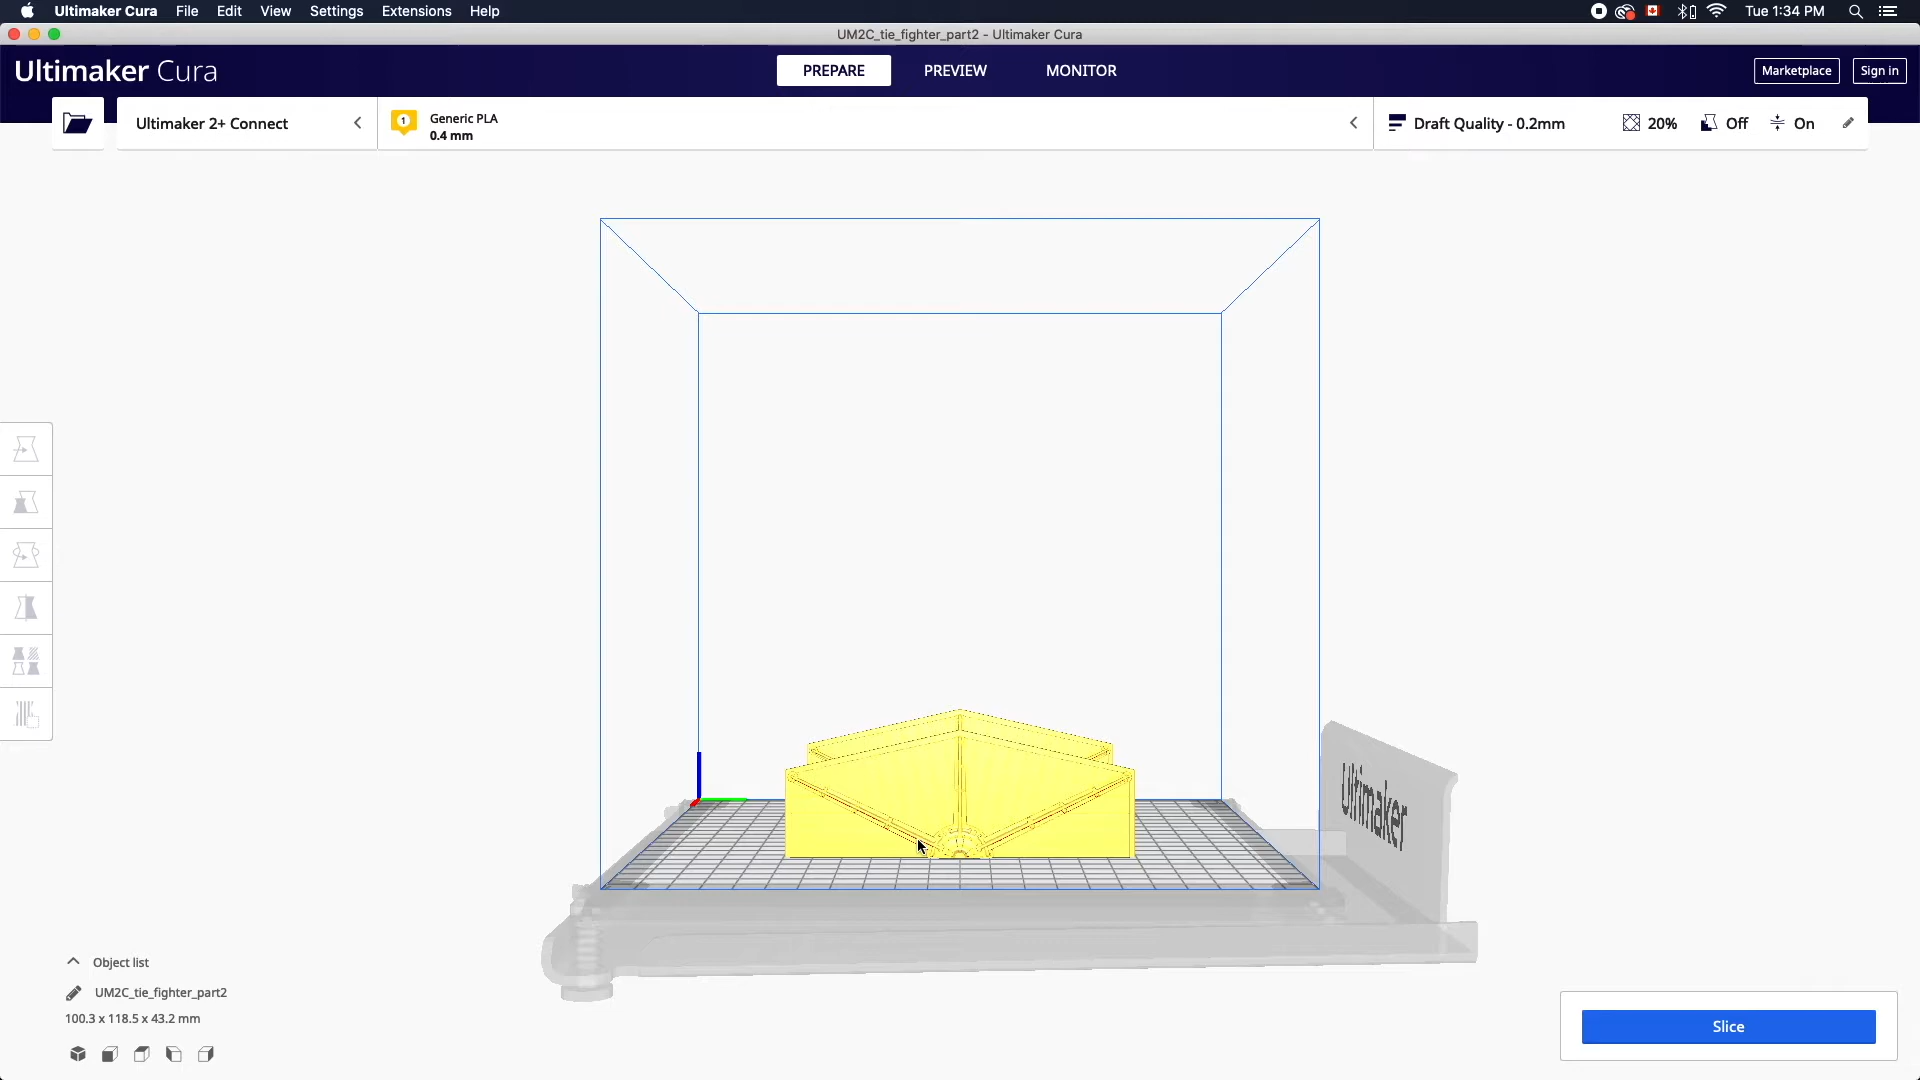 Ultimaker Cura File Edit View Settings Extensions Help Tue 1:34 PM
UM2C_tie_fighter_part2 - Ultimaker Cura
Ultimaker Cura PREPARE PREVIEW MONITOR Marketplace Sign in
Ultimaker 2+ Connect
1 Generic PLA
0.4 mm
Draft Quality - 0.2mm 20% Off On
Ultimaker
Object list
UM2C_tie_fighter_part2
100.3 x 118.5 x 43.2 mm
Slice